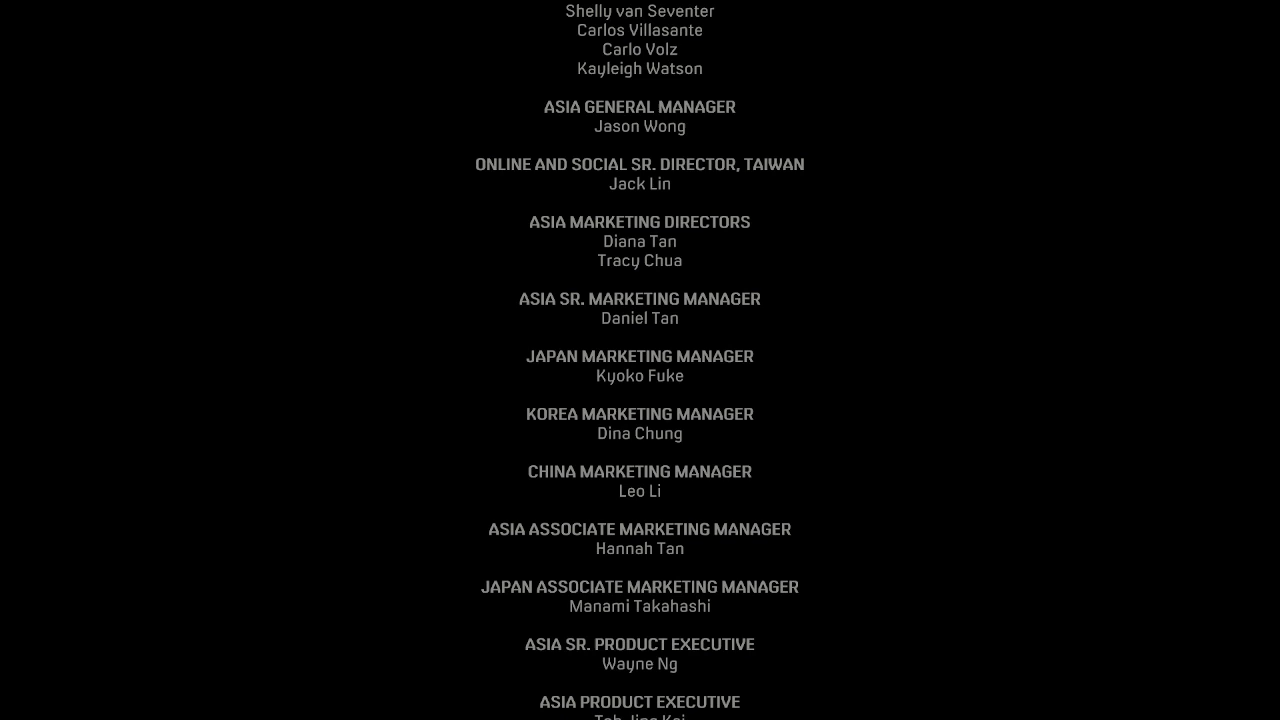 Shelly van Seventer
Carlos Villasante
Carlo Volz
Kayleigh Watson
ASIA GENERAL MANAGER
Jason Wong
ONLINE AND SOCIAL SR. DIRECTOR, TAIWAN
Jack Lin
ASIA MARKETING DIRECTORS
Diana Tan
Tracy Chua
ASIA SR. MARKETING MANAGER
Daniel Tan
JAPAN MARKETING MANAGER
Kyoko Fuke
KOREA MARKETING MANAGER
Dina Chung
CHINA MARKETING MANAGER
Leo Li
ASIA ASSOCIATE MARKETING MANAGER
Hannah Tan
JAPAN ASSOCIATE MARKETING MANAGER
Manami Takahashi
ASIA SR. PRODUCT EXECUTIVE
Wayne Ng
ASIA PRODUCT EXECUTIVE